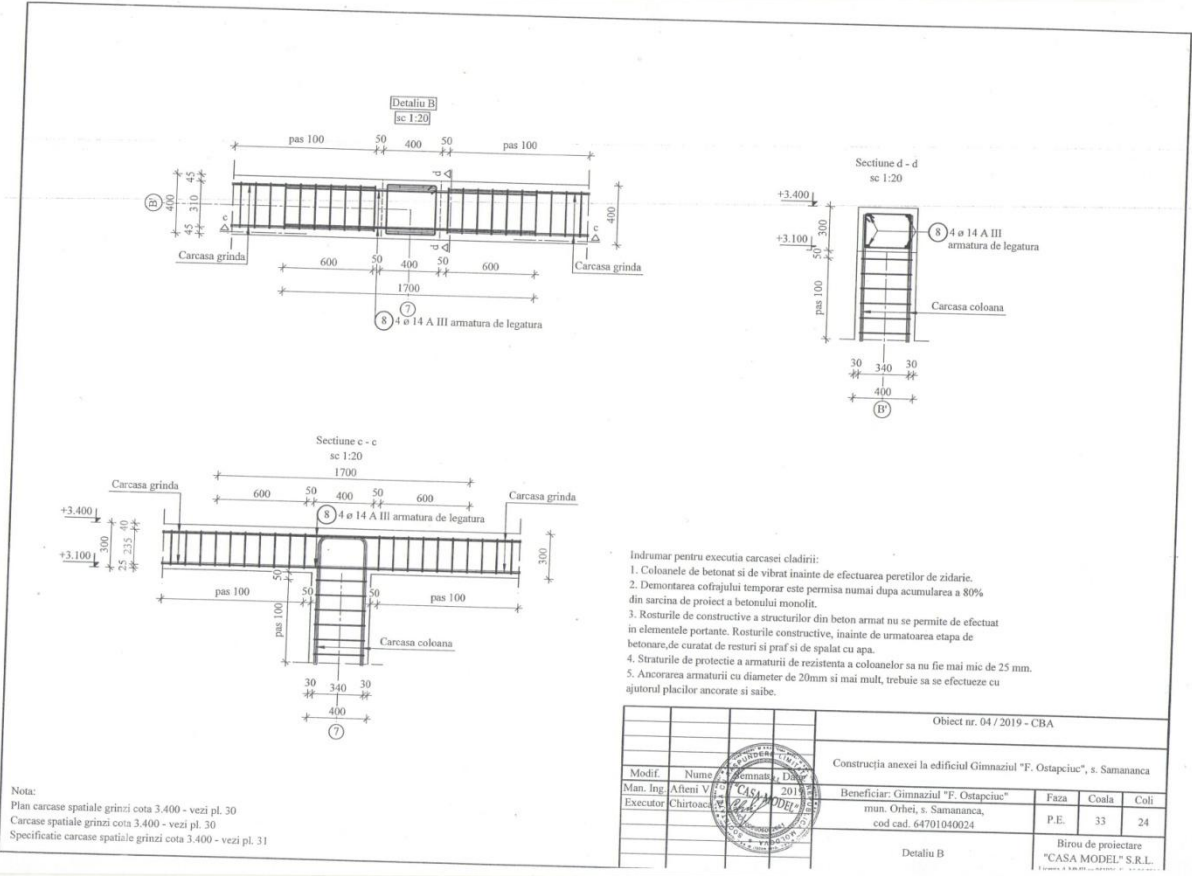 Detaliu B
sc 1:20
pas 100
50
400
50
pas 100
d
45
310
45
400
B'
c
400
c
d
Carcasa grinda
600
50
400
50
600
Carcasa grinda
1700
7
8 4 ø 14 A III armatura de legatura
Sectiune d - d
sc 1:20
+3.400
+3.100
300
50
pas 100
8 4 ø 14 A III
armatura de legatura
Carcasa coloana
30
340
30
400
B'
Sectiune c - c
sc 1:20
1700
600
50
400
50
600
Carcasa grinda
Carcasa grinda
8 4 ø 14 A III armatura de legatura
+3.400
+3.100
300
40
235
25
300
pas 100
50
50
50
pas 100
pas 100
Carcasa coloana
30
340
30
400
7
Indrumar pentru executia carcasei cladirii:
1. Coloanele de betonat si de vibrat inainte de efectuarea peretilor de zidarie.
2. Demontarea cofrajului temporar este permisa numai dupa acumularea a 80%
din sarcina de proiect a betonului monolit.
3. Rosturile de constructive a structurilor din beton armat nu se permite de efectuat
in elementele portante. Rosturile constructive, inainte de urmatoarea etapa de
betonare,de curatat de resturi si praf si de spalat cu apa.
4. Straturile de protectie a armaturii de rezistenta a coloanelor sa nu fie mai mic de 25 mm.
5. Ancorarea armaturii cu diameter de 20mm si mai mult, trebuie sa se efectueze cu
ajutorul placilor ancorate si saibe.
Nota:
Plan carcase spatiale grinzi cota 3.400 - vezi pl. 30
Carcase spatiale grinzi cota 3.400 - vezi pl. 30
Specificatie carcase spatiale grinzi cota 3.400 - vezi pl. 31
Obiect nr. 04 / 2019 - CBA
Construcția anexei la edificiul Gimnaziul "F. Ostapciuc", s. Samananca
Modif.
Nume
Man. Ing.
Afteni V
Executor
"CASA-MODEL"
Beneficiar: Gimnaziul "F. Ostapciuc"
mun. Orhei, s. Samananca,
cod cad. 64701040024
Faza
Coala
Coli
P.E.
33
24
Detaliu B
Birou de proiectare
"CASA MODEL" S.R.L.